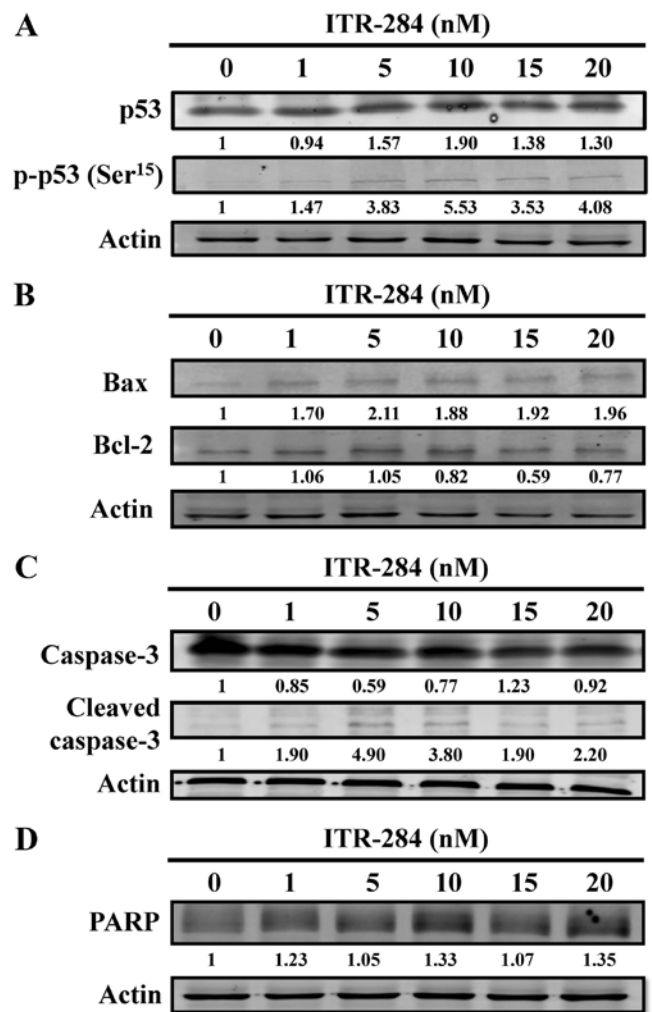 A
ITR-284 (nM)
0 1 5 10 15 20
p53
1 0.94 1.57 1.90 1.38 1.30
p-p53 (Ser¹⁵)
1 1.47 3.83 5.53 3.53 4.08
Actin
B
ITR-284 (nM)
0 1 5 10 15 20
Bax
1 1.70 2.11 1.88 1.92 1.96
Bcl-2
1 1.06 1.05 0.82 0.59 0.77
Actin
C
ITR-284 (nM)
0 1 5 10 15 20
Caspase-3
1 0.85 0.59 0.77 1.23 0.92
Cleaved
caspase-3
1 1.90 4.90 3.80 1.90 2.20
Actin
D
ITR-284 (nM)
0 1 5 10 15 20
PARP
1 1.23 1.05 1.33 1.07 1.35
Actin